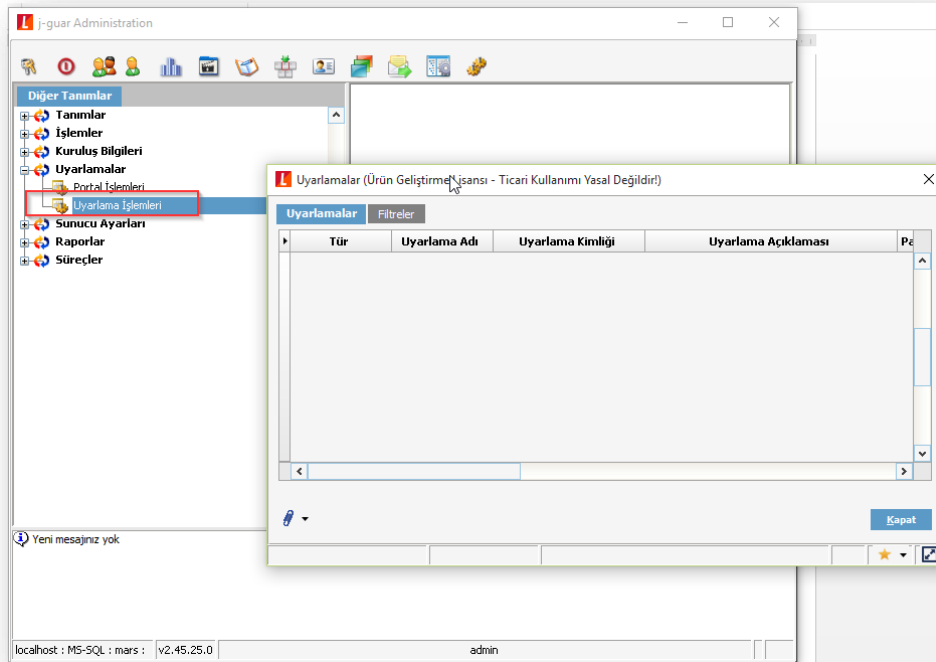 j-guar Administration
Diğer Tanımlar
Tanımlar
İşlemler
Kuruluş Bilgileri
Uyarlamalar
Portal İşlemleri
Uyarlama İşlemleri
Sunucu Ayarları
Raporlar
Süreçler
Uyarlamalar (Ürün Geliştirme Lisansı - Ticari Kullanımı Yasal Değildir!)
Uyarlamalar Filtreler
Tür Uyarlama Adı Uyarlama Kimliği Uyarlama Açıklaması Pa
Kapat
Yeni mesajınız yok
localhost : MS-SQL : mars : v2.45.25.0 admin